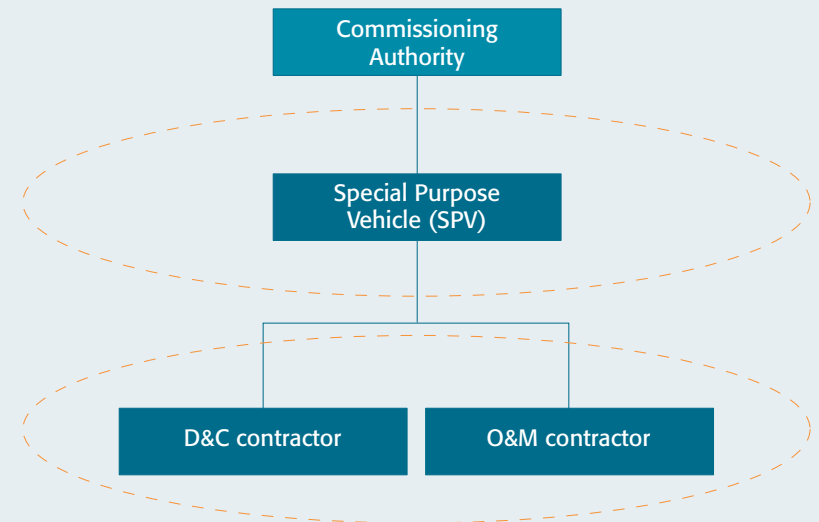 Commissioning
Authority
Special Purpose
Vehicle (SPV)
D&C contractor
O&M contractor